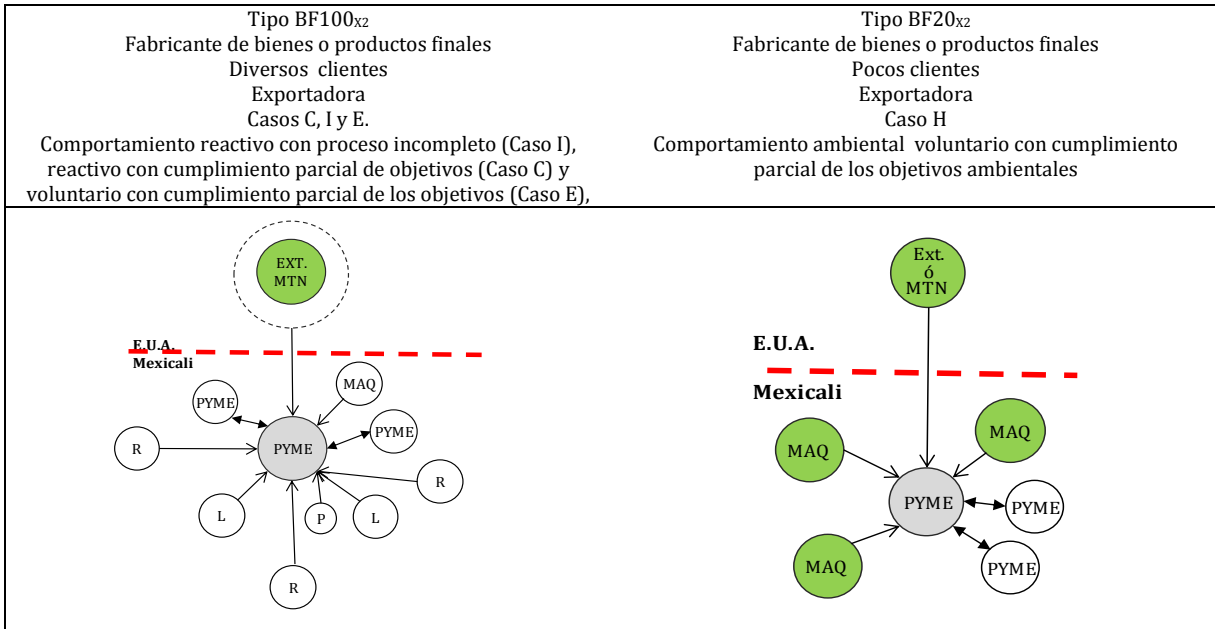 Tipo BF100X2
Fabricante de bienes o productos finales
Diversos clientes
Exportadora
Casos C, I y E.
Comportamiento reactivo con proceso incompleto (Caso I),
reactivo con cumplimiento parcial de objetivos (Caso C) y
voluntario con cumplimiento parcial de los objetivos (Caso E),
Tipo BF20X2
Fabricante de bienes o productos finales
Pocos clientes
Exportadora
Caso H
Comportamiento ambiental voluntario con cumplimiento
parcial de los objetivos ambientales
EXT.
MTN
E.U.A.
Mexicali
MAQ
PYME
PYME
R
PYME
R
L
P
L
R
Ext.
ó
MTN
E.U.A.
Mexicali
MAQ
MAQ
PYME
PYME
MAQ
PYME